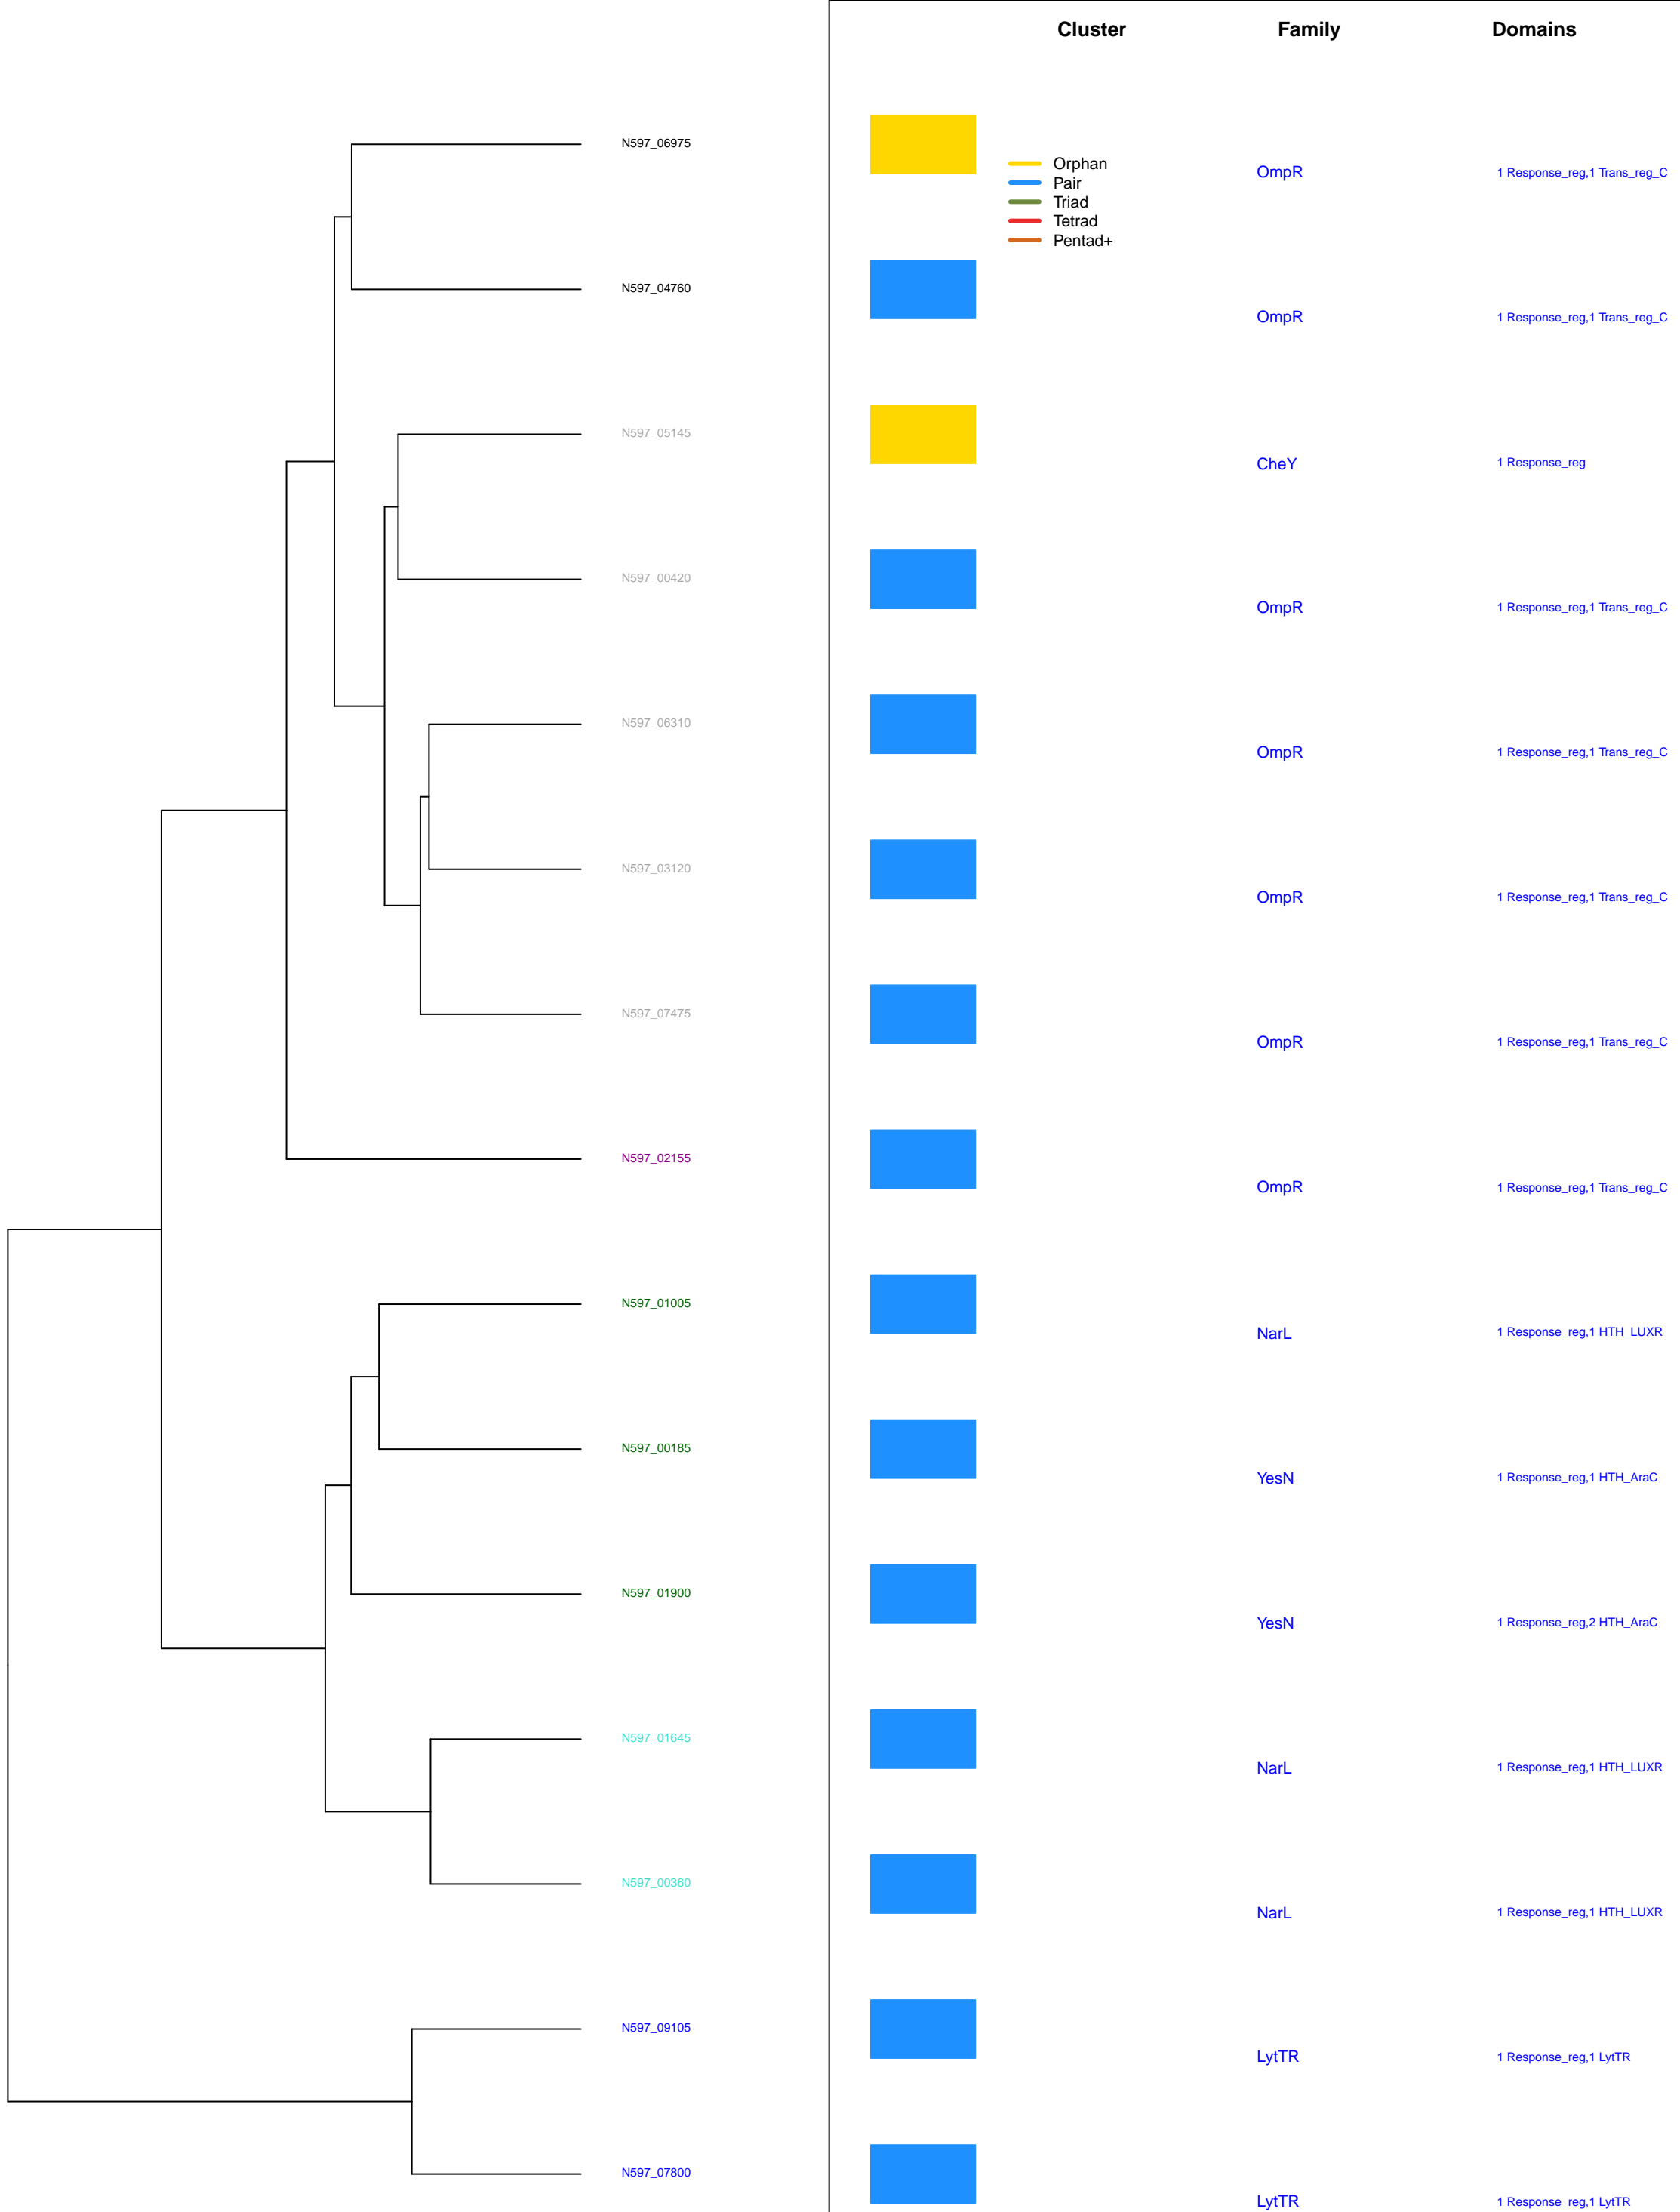 Cluster Family Domains
N597_06975
Orphan
OmpR 1 Response_reg,1 Trans_reg_C
Pair
Triad
Tetrad
Pentad+
N597_04760
OmpR 1 Response_reg,1 Trans_reg_C
N597_05145
CheY 1 Response_reg
N597_00420
OmpR 1 Response_reg,1 Trans_reg_C
N597_06310
OmpR 1 Response_reg,1 Trans_reg_C
N597_03120
OmpR 1 Response_reg,1 Trans_reg_C
N597_07475
OmpR 1 Response_reg,1 Trans_reg_C
N597_02155
OmpR 1 Response_reg,1 Trans_reg_C
N597_01005
NarL 1 Response_reg,1 HTH_LUXR
N597_00185
YesN 1 Response_reg,1 HTH_AraC
N597_01900
YesN 1 Response_reg,2 HTH_AraC
N597_01645
NarL 1 Response_reg,1 HTH_LUXR
N597_00360
NarL 1 Response_reg,1 HTH_LUXR
N597_09105
LytTR 1 Response_reg,1 LytTR
N597_07800
LytTR 1 Response_reg,1 LytTR